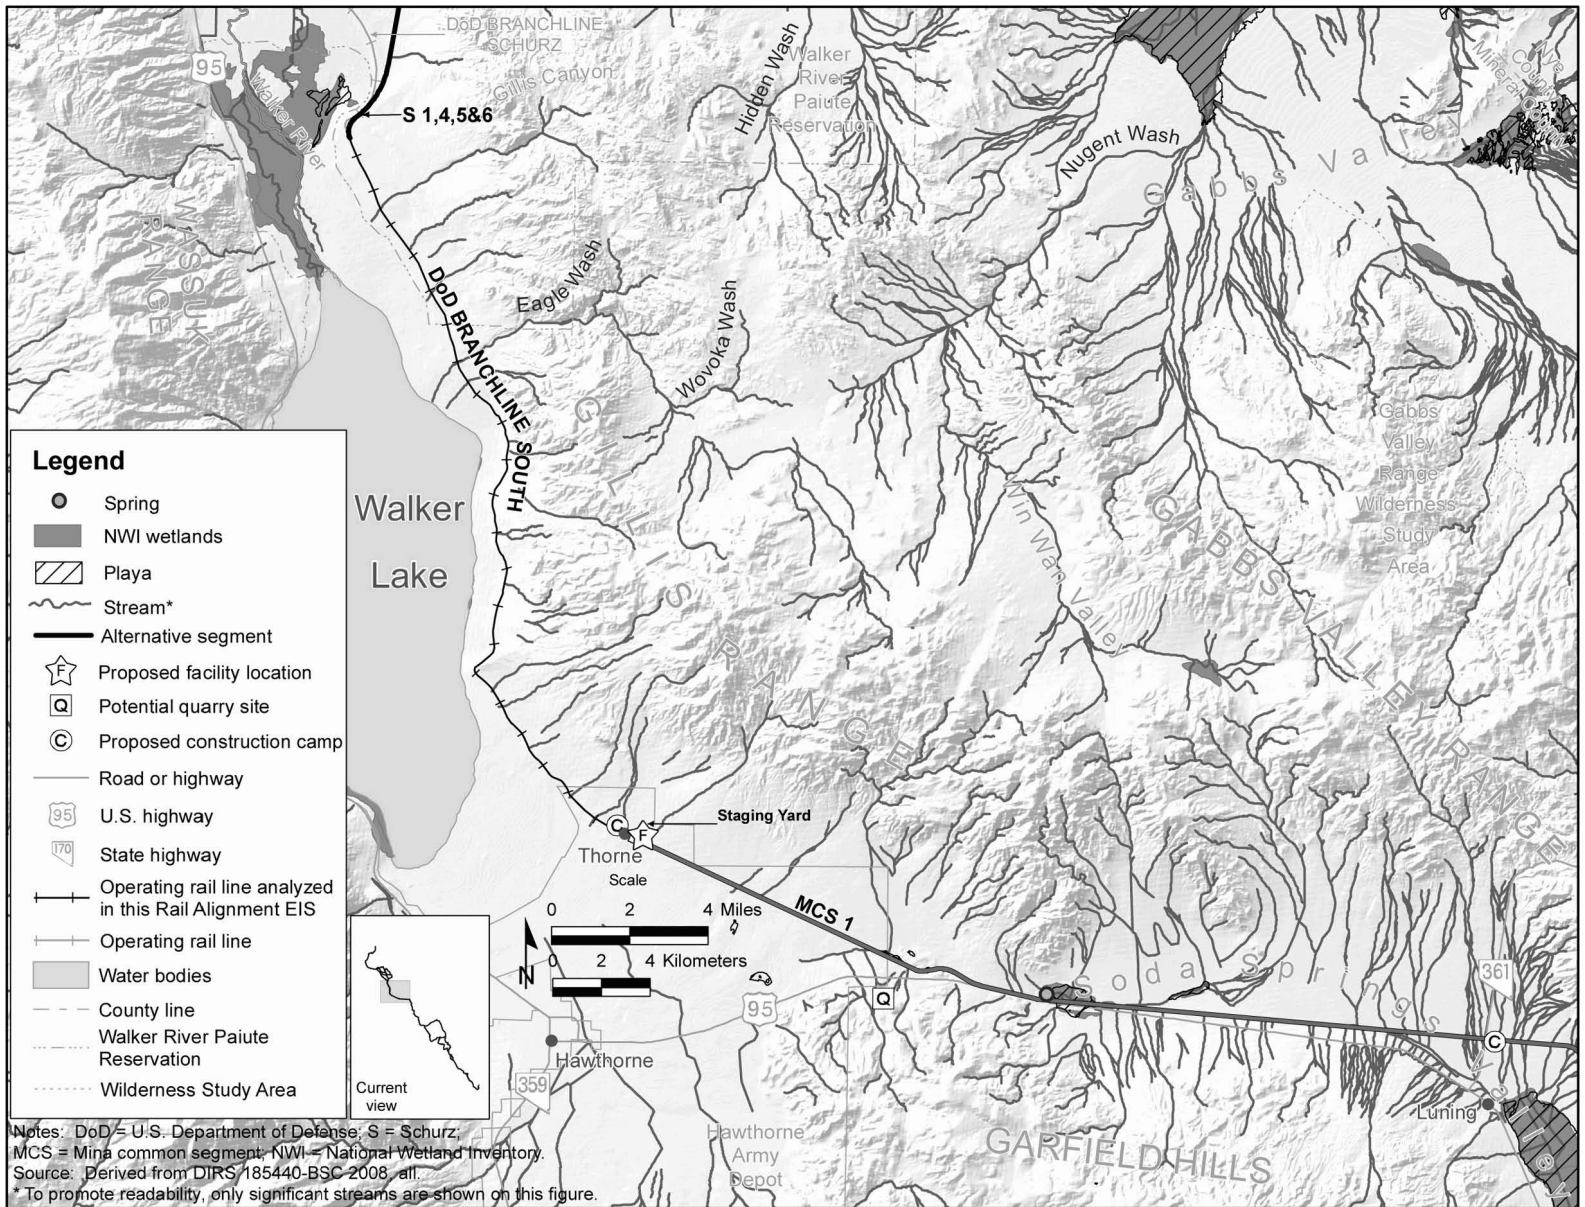 DoD BRANCHLINE
SCHURZ
95
Walker River
Gillis Canyon
S 1,4,5&6
Hidden Wash
Walker
River
Paiute
Reservation
Nugent Wash
Gabbs Valley
Nye County
Mineral County
WASSUK
RANGE
Eagle Wash
Wovoka Wash
DoD BRANCHLINE SOUTH
GILLIS RANGE
Win Wan Valley
GABBS VALLEY RANGE
Gabbs
Valley
Range
Wilderness
Study
Area
Walker
Lake
Legend
Spring
NWI wetlands
Playa
Stream*
Alternative segment
F
Proposed facility location
Q
Potential quarry site
C
Proposed construction camp
Road or highway
95
U.S. highway
170
State highway
Operating rail line analyzed
in this Rail Alignment EIS
Operating rail line
Water bodies
County line
Walker River Paiute
Reservation
Wilderness Study Area
Current
view
C
F
Staging Yard
Thorne
Scale
0 2 4 Miles
0 2 4 Kilometers
N
MCS 1
Q
95
Soda Springs Valley
361
C
Hawthorne
359
Luning
Hawthorne
Army
Depot
GARFIELD HILLS
Notes: DoD = U.S. Department of Defense; S = Schurz;
MCS = Mina common segment; NWI = National Wetland Inventory.
Source: Derived from DIRS 185440-BSC 2008, all.
* To promote readability, only significant streams are shown on this figure.